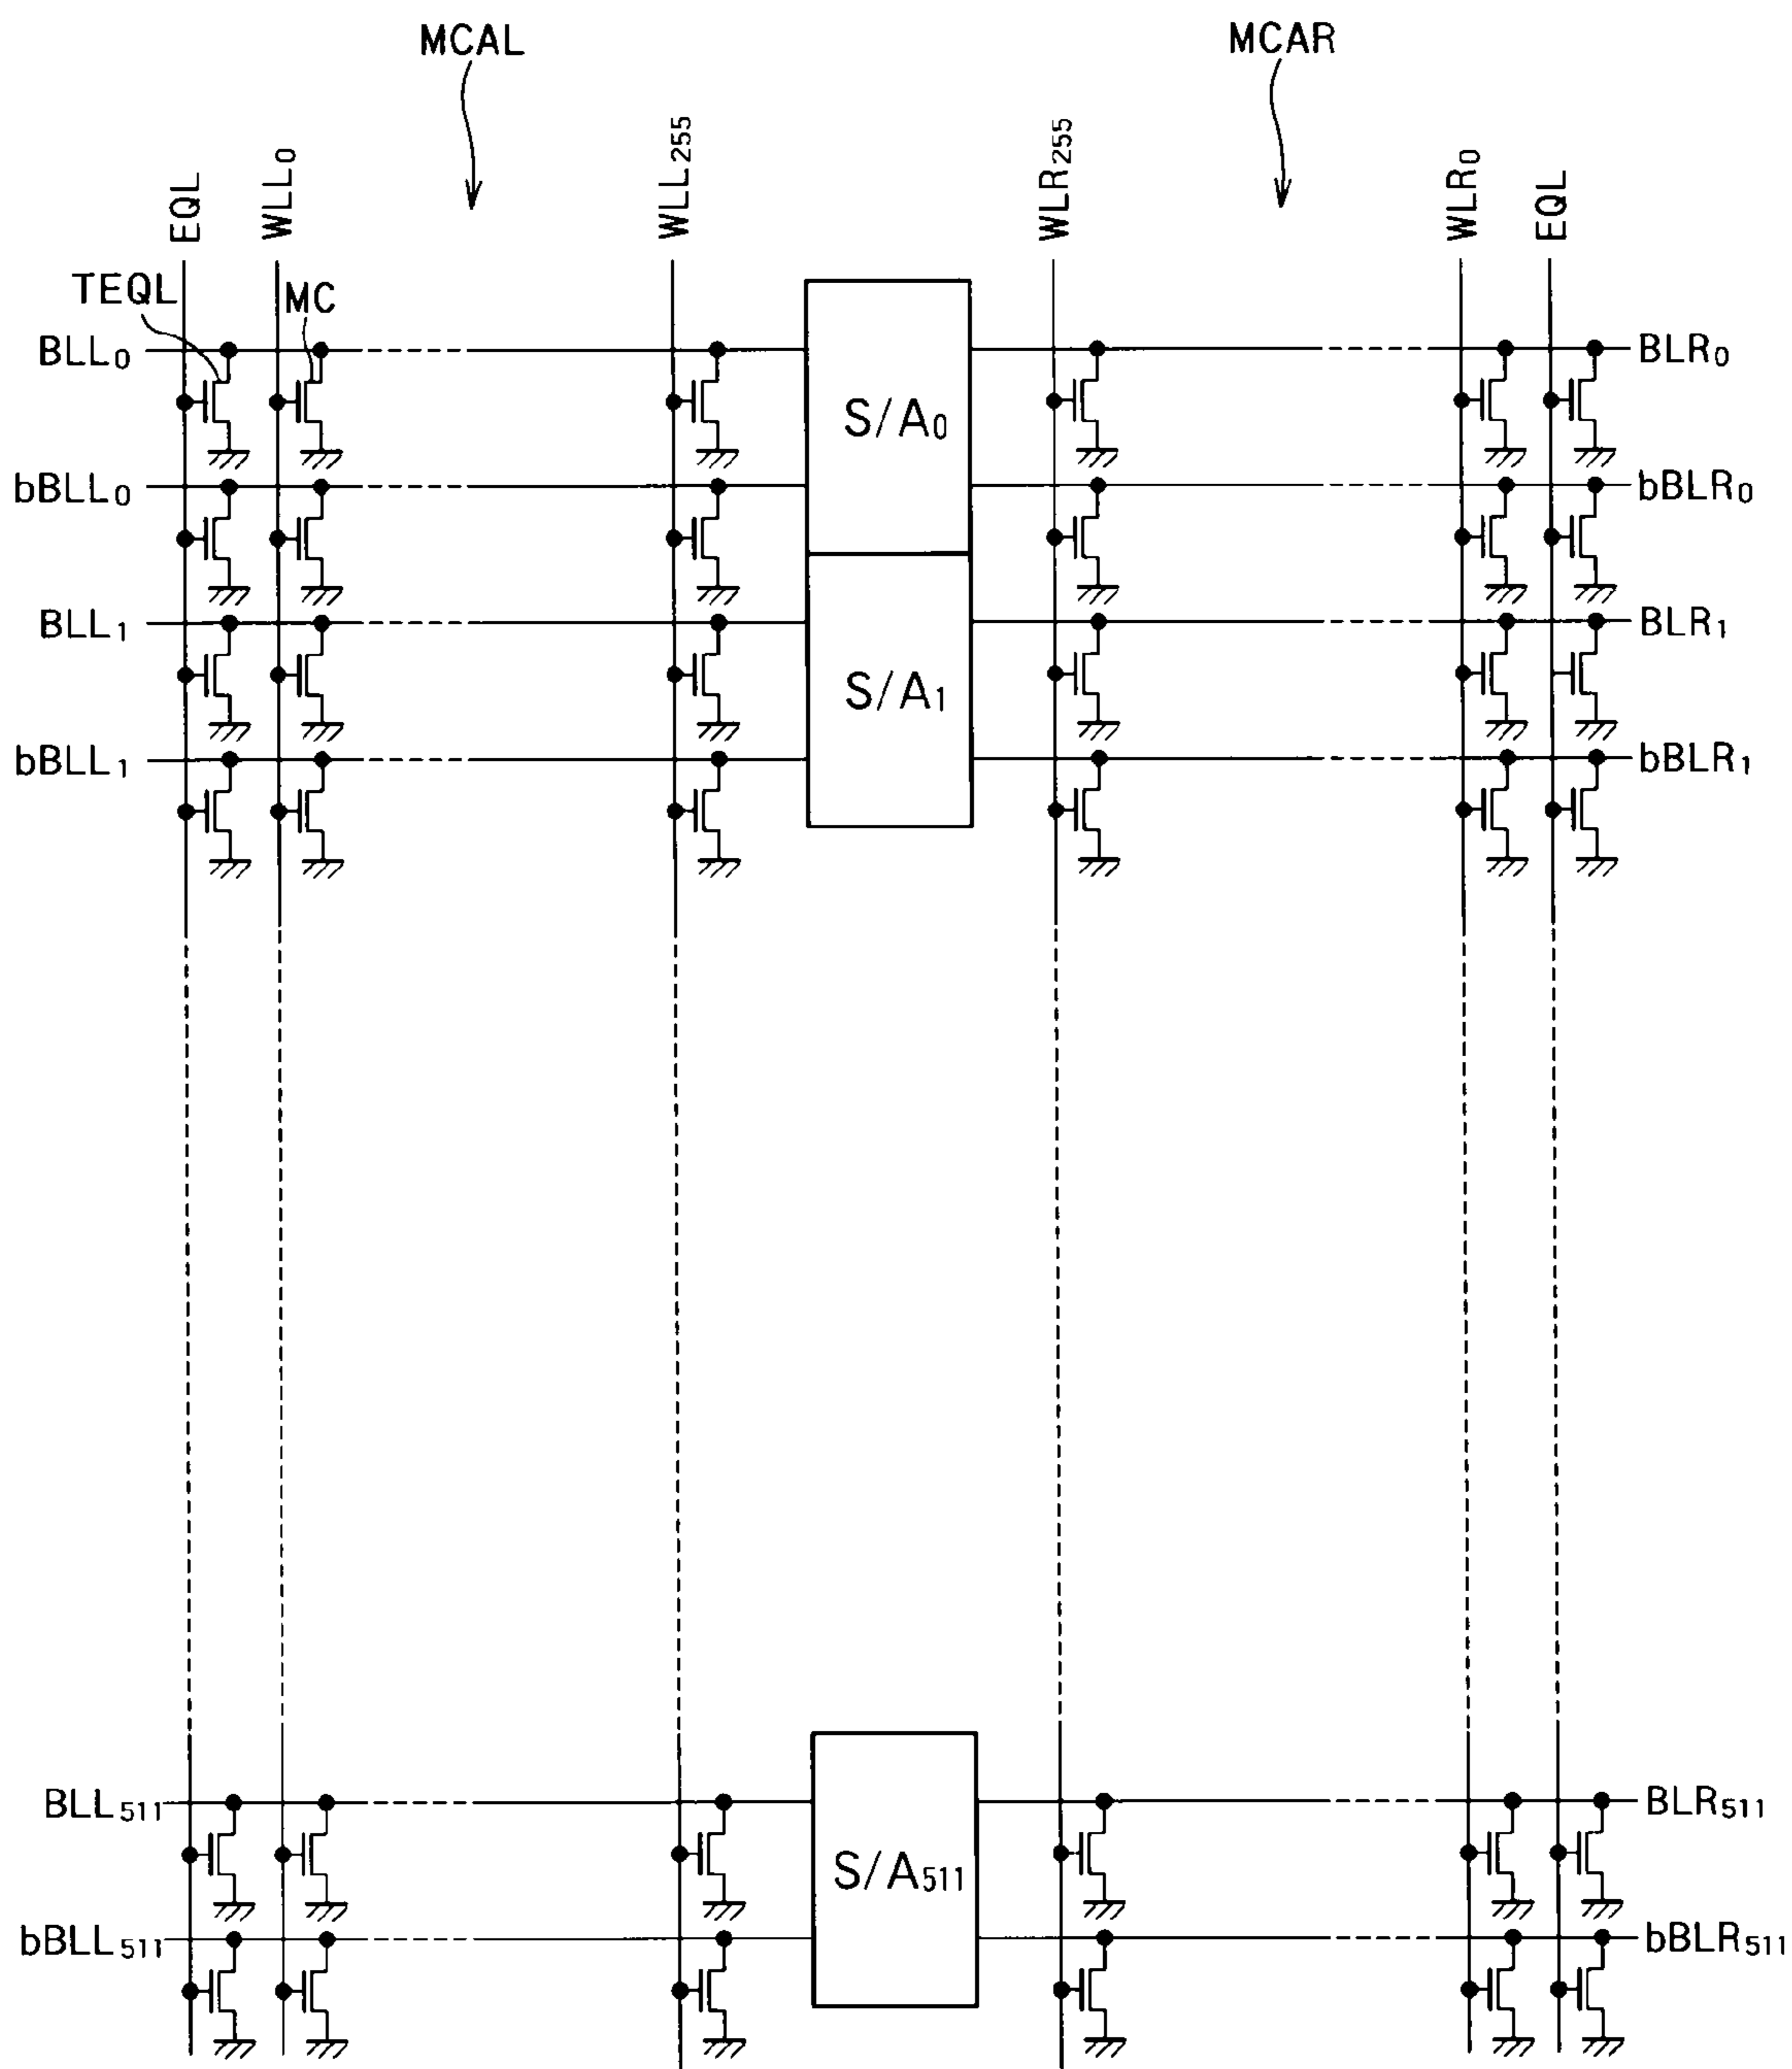 MCAL MCAR
EQL WLL0 WLL255 WLR255 WLR0 EQL
TEQL MC
BLL0 S/A0 BLR0
bBLL0 bBLR0
BLL1 S/A1 BLR1
bBLL1 bBLR1
BLL511 S/A511 BLR511
bBLL511 bBLR511